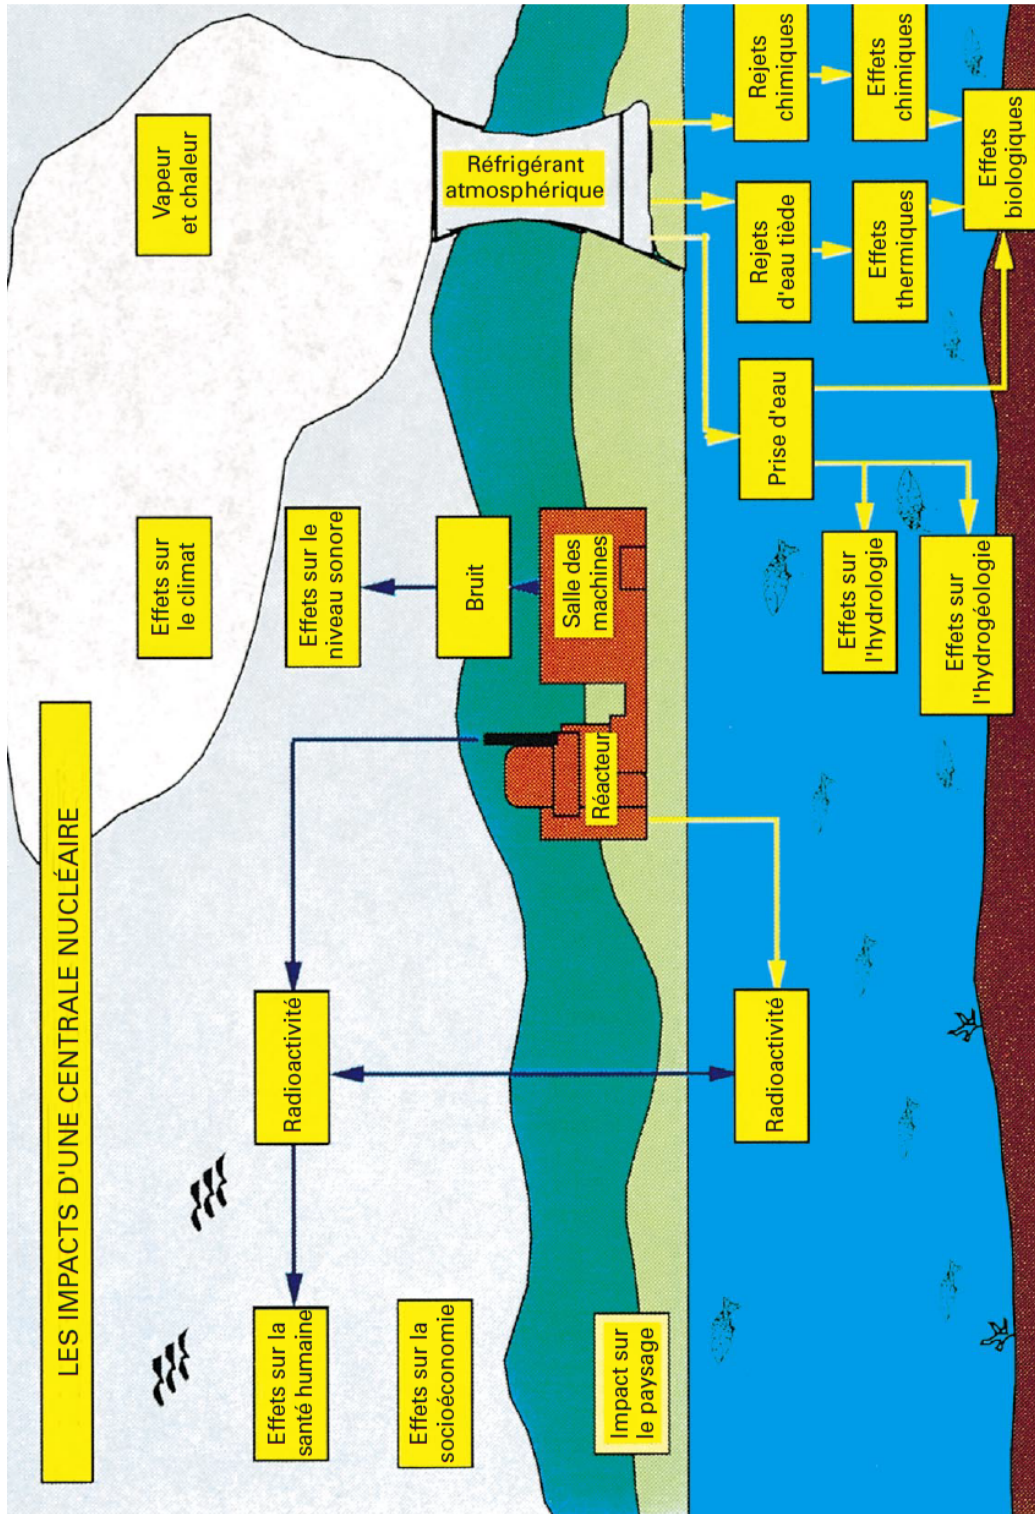 LES IMPACTS D'UNE CENTRALE NUCLÉAIRE
Vapeur
et chaleur
Effets sur
le climat
Effets sur la
santé humaine
Radioactivité
Effets sur le
niveau sonore
Effets sur la
socioéconomie
Bruit
Réfrigérant
atmosphérique
Impact sur
le paysage
Réacteur
Salle des
machines
Radioactivité
Prise d'eau
Rejets
d'eau tiède
Rejets
chimiques
Effets sur
l'hydrologie
Effets
thermiques
Effets
chimiques
Effets sur
l'hydrogéologie
Effets
biologiques